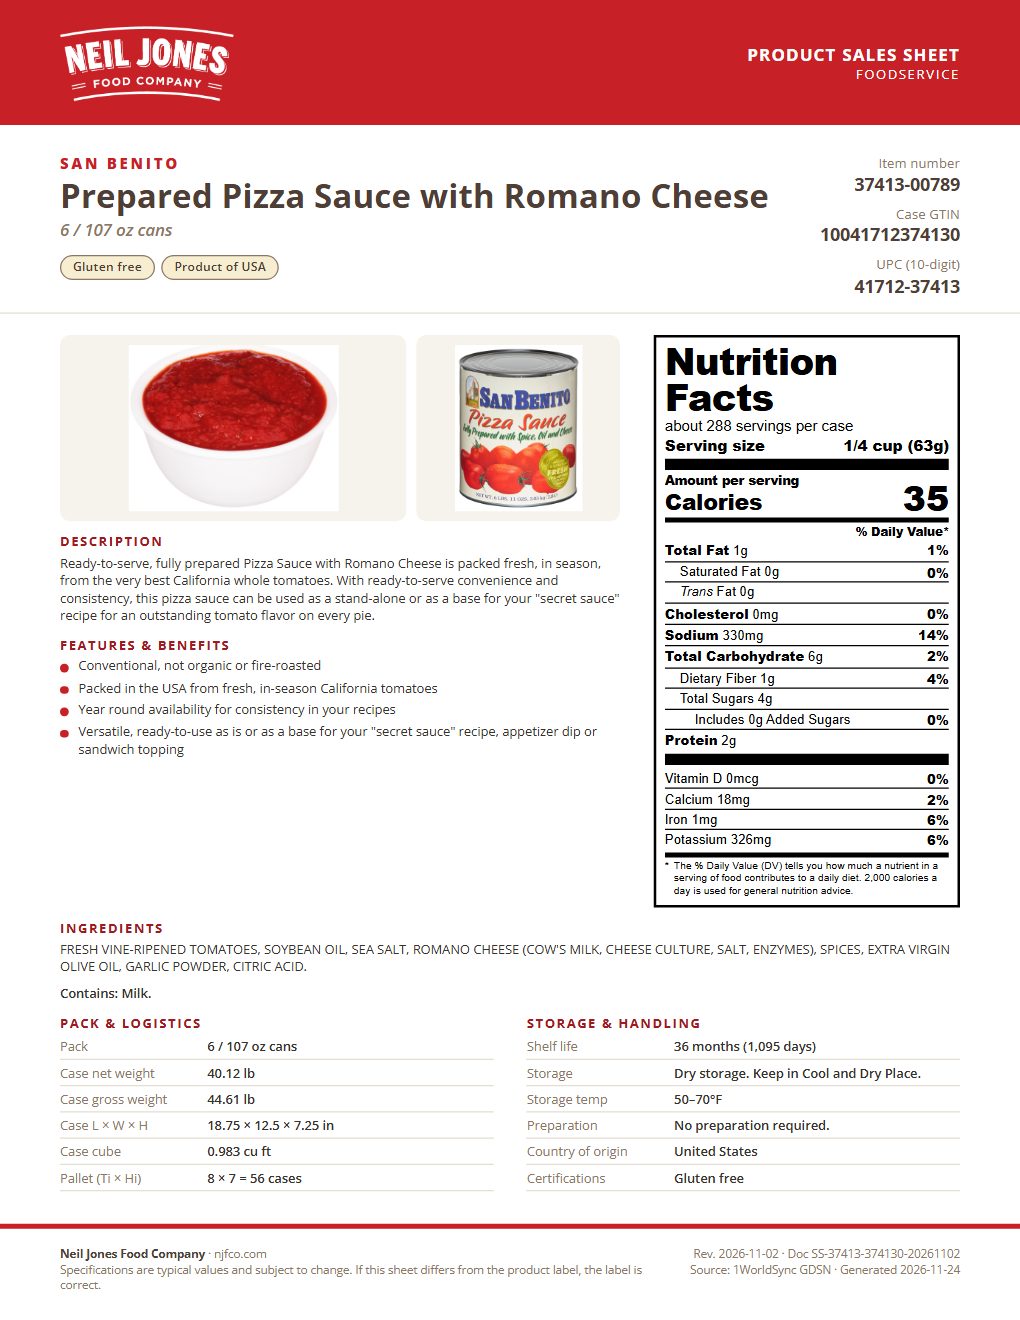 NEIL JONES
FOOD COMPANY
PRODUCT SALES SHEET
FOODSERVICE
SAN BENITO
Prepared Pizza Sauce with Romano Cheese
6 / 107 oz cans
Gluten free
Product of USA
Item number
37413-00789
Case GTIN
10041712374130
UPC (10-digit)
41712-37413
SAN BENITO
Pizza Sauce
Fully Prepared with Spice, Oil and Cheese
DESCRIPTION
Ready-to-serve, fully prepared Pizza Sauce with Romano Cheese is packed fresh, in season,
from the very best California whole tomatoes. With ready-to-serve convenience and
consistency, this pizza sauce can be used as a stand-alone or as a base for your "secret sauce"
recipe for an outstanding tomato flavor on every pie.
FEATURES & BENEFITS
Conventional, not organic or fire-roasted
Packed in the USA from fresh, in-season California tomatoes
Year round availability for consistency in your recipes
Versatile, ready-to-use as is or as a base for your "secret sauce" recipe, appetizer dip or
sandwich topping
Nutrition
Facts
about 288 servings per case
Serving size 1/4 cup (63g)
Amount per serving
Calories 35
% Daily Value*
Total Fat 1g 1%
Saturated Fat 0g 0%
Trans Fat 0g
Cholesterol 0mg 0%
Sodium 330mg 14%
Total Carbohydrate 6g 2%
Dietary Fiber 1g 4%
Total Sugars 4g
Includes 0g Added Sugars 0%
Protein 2g
Vitamin D 0mcg 0%
Calcium 18mg 2%
Iron 1mg 6%
Potassium 326mg 6%
* The % Daily Value (DV) tells you how much a nutrient in a
serving of food contributes to a daily diet. 2,000 calories a
day is used for general nutrition advice.
INGREDIENTS
FRESH VINE-RIPENED TOMATOES, SOYBEAN OIL, SEA SALT, ROMANO CHEESE (COW'S MILK, CHEESE CULTURE, SALT, ENZYMES), SPICES, EXTRA VIRGIN
OLIVE OIL, GARLIC POWDER, CITRIC ACID.
Contains: Milk.
PACK & LOGISTICS
Pack 6 / 107 oz cans
Case net weight 40.12 lb
Case gross weight 44.61 lb
Case L × W × H 18.75 × 12.5 × 7.25 in
Case cube 0.983 cu ft
Pallet (Ti × Hi) 8 × 7 = 56 cases
STORAGE & HANDLING
Shelf life 36 months (1,095 days)
Storage Dry storage. Keep in Cool and Dry Place.
Storage temp 50–70°F
Preparation No preparation required.
Country of origin United States
Certifications Gluten free
Neil Jones Food Company · njfco.com
Specifications are typical values and subject to change. If this sheet differs from the product label, the label is
correct.
Rev. 2026-11-02 · Doc SS-37413-374130-20261102
Source: 1WorldSync GDSN · Generated 2026-11-24